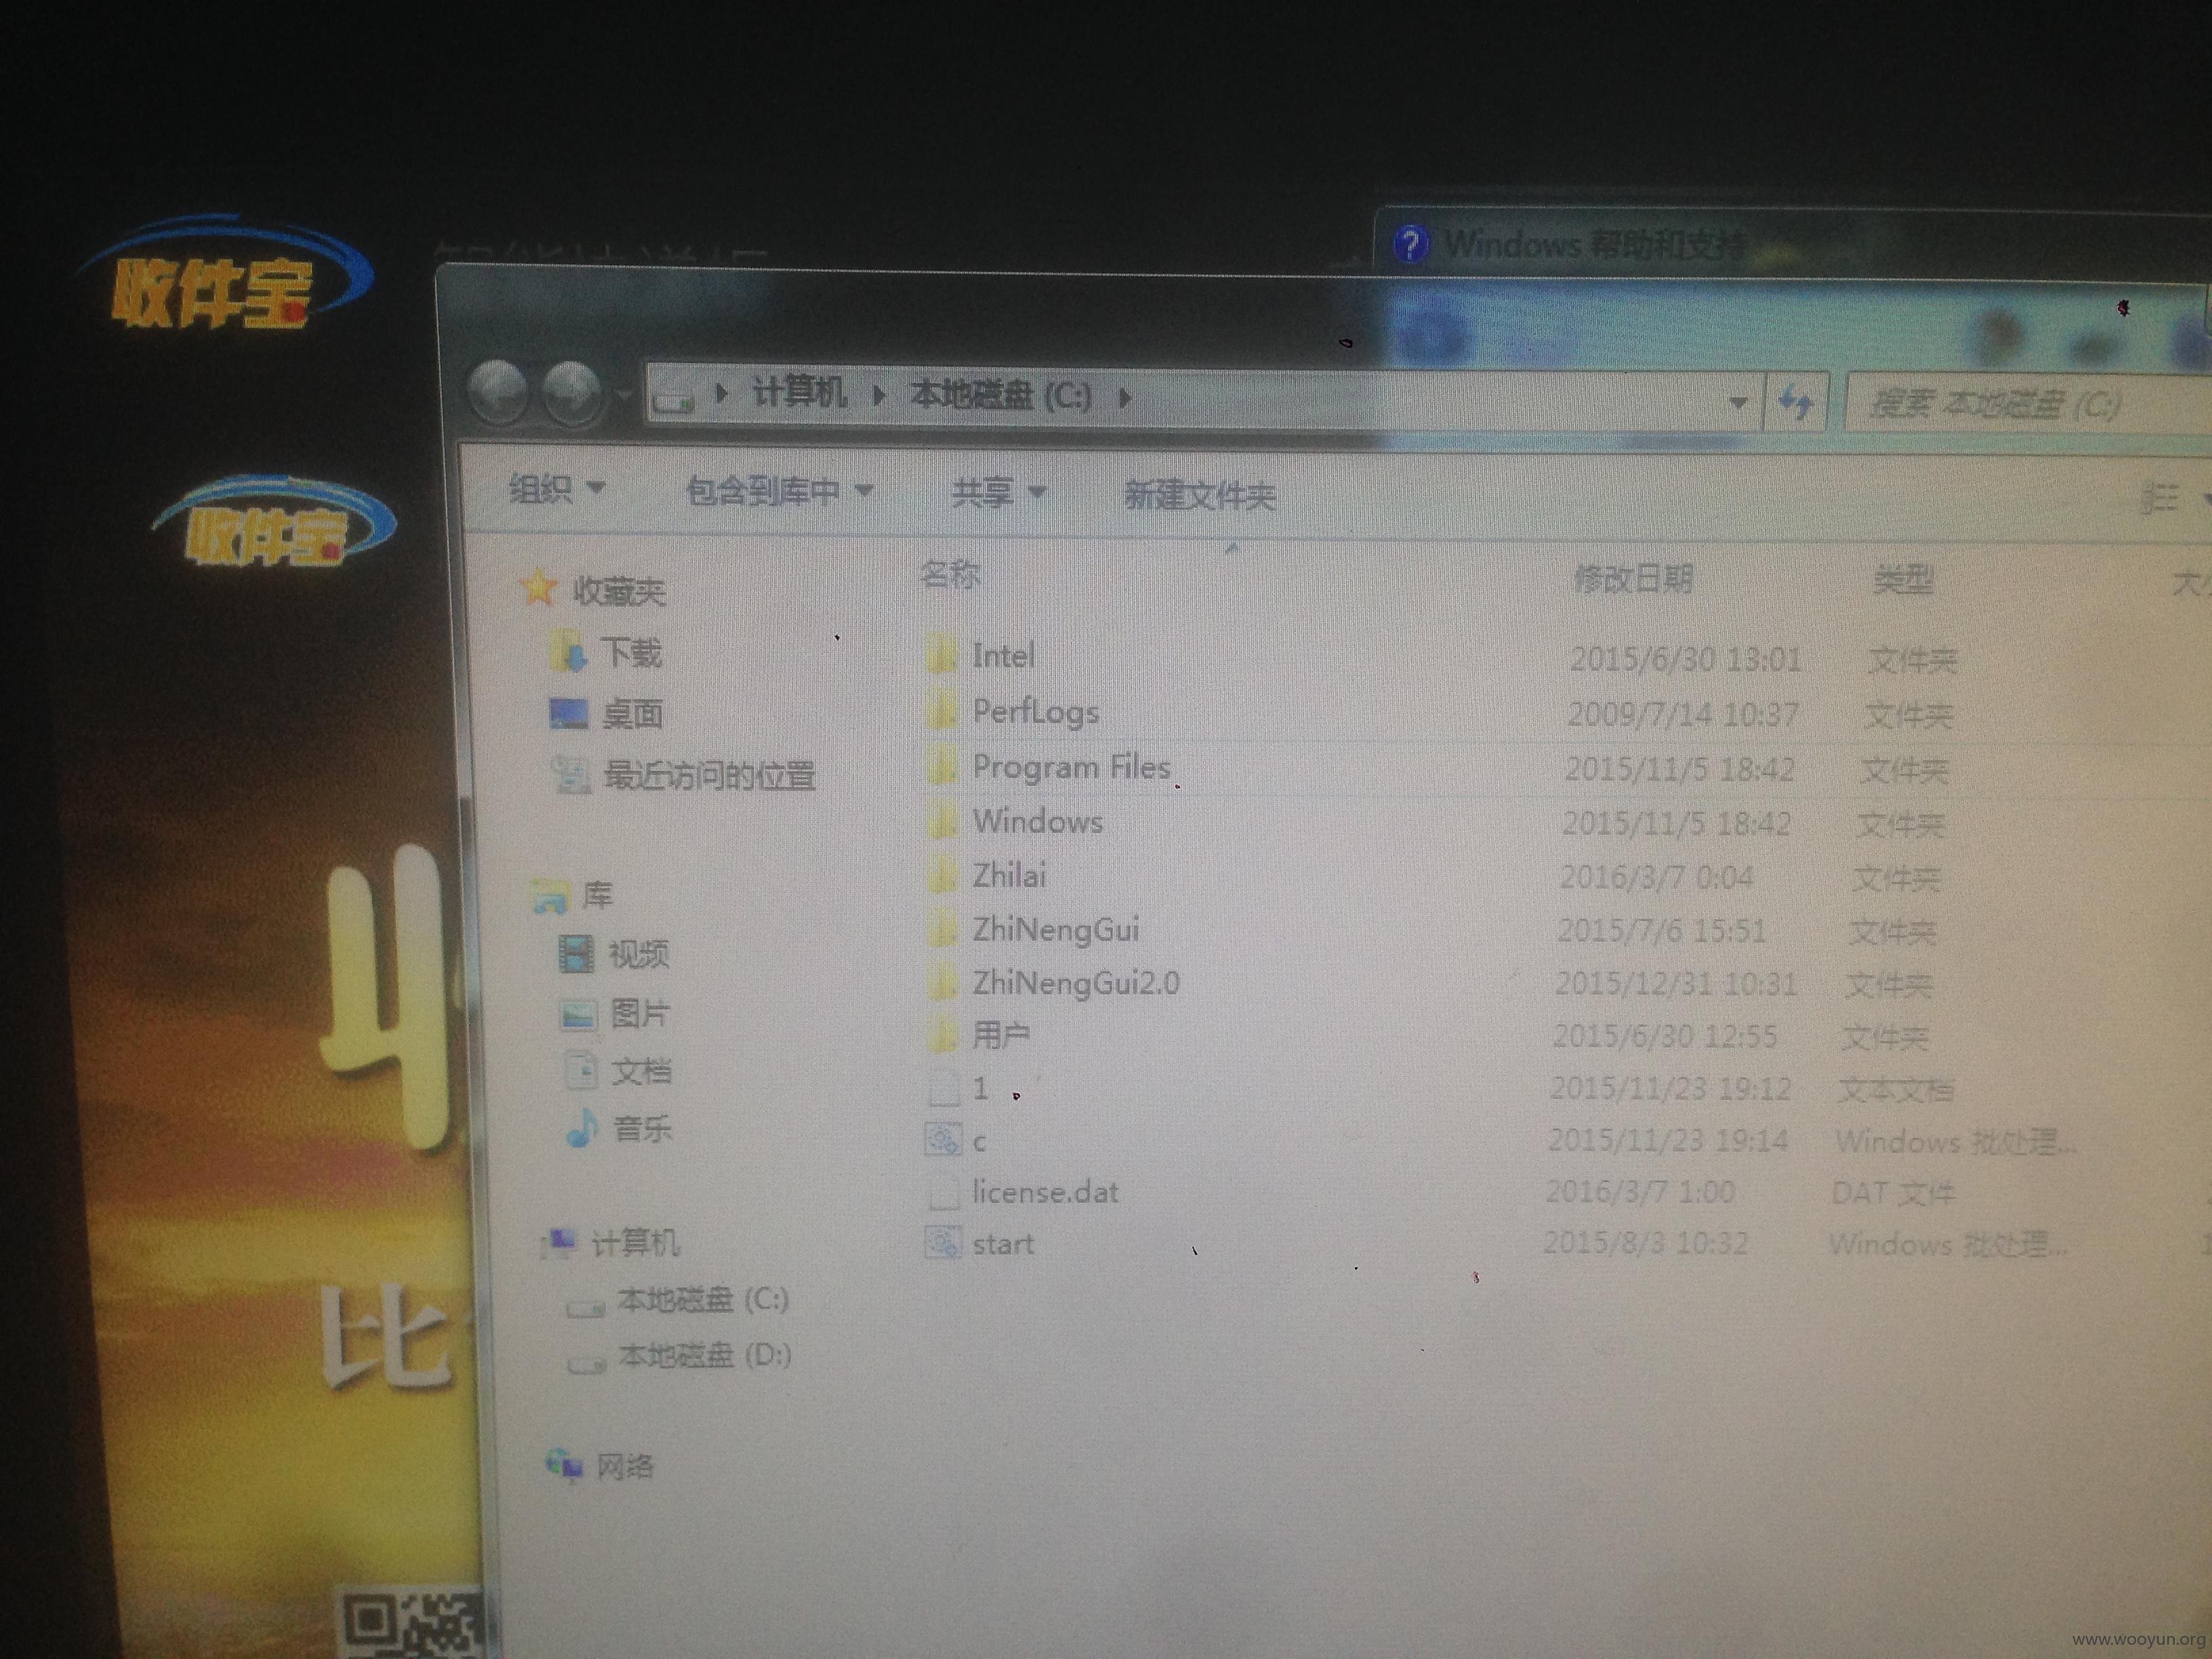 收件宝
Windows 帮助和支持
计算机 本地磁盘 (C:)
搜索 本地磁盘 (C:)
收件宝
组织 包含到库中 共享 新建文件夹
名称 修改日期 类型
收藏夹
下载
桌面
最近访问的位置
库
视频
图片
文档
音乐
计算机
本地磁盘 (C:)
本地磁盘 (D:)
网络
Intel 2015/6/30 13:01 文件夹
PerfLogs 2009/7/14 10:37 文件夹
Program Files 2015/11/5 18:42 文件夹
Windows 2015/11/5 18:42 文件夹
Zhilai 2016/3/7 0:04 文件夹
ZhiNengGui 2015/7/6 15:51 文件夹
ZhiNengGui2.0 2015/12/31 10:31 文件夹
用户 2015/6/30 12:55 文件夹
1 2015/11/23 19:12 文本文档
c 2015/11/23 19:14 Windows 批处理...
license.dat 2016/3/7 1:00 DAT 文件
start 2015/8/3 10:32 Windows 批处理...
比
www.wooyun.org